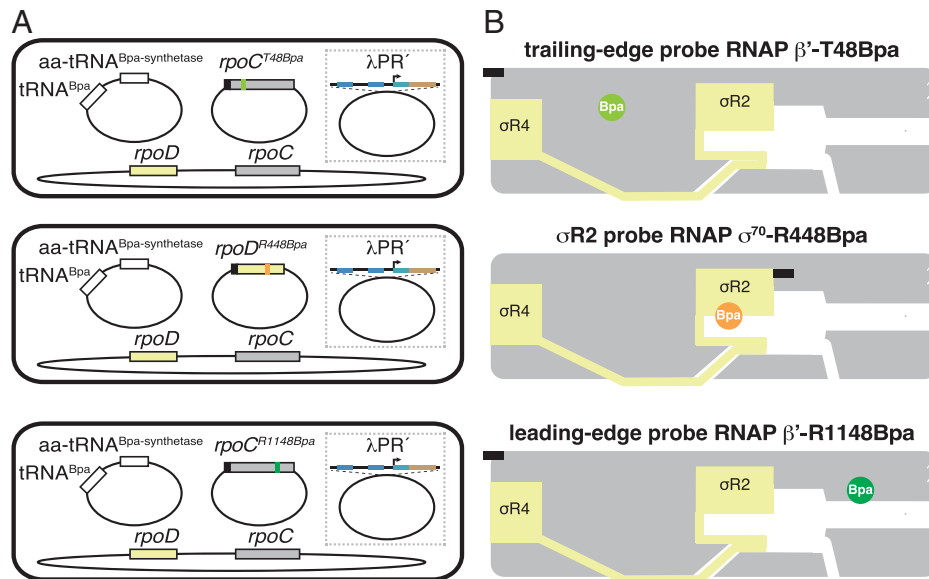 A
B
aa-tRNA^Bpa-synthetase
rpoC^T48Bpa
λPR´
tRNA^Bpa
rpoD
rpoC
trailing-edge probe RNAP β’-T48Bpa
σR4
Bpa
σR2
aa-tRNA^Bpa-synthetase
rpoD^R448Bpa
λPR´
tRNA^Bpa
rpoD
rpoC
σR2 probe RNAP σ⁷⁰-R448Bpa
σR4
σR2
Bpa
aa-tRNA^Bpa-synthetase
rpoC^R1148Bpa
λPR´
tRNA^Bpa
rpoD
rpoC
leading-edge probe RNAP β’-R1148Bpa
σR4
σR2
Bpa